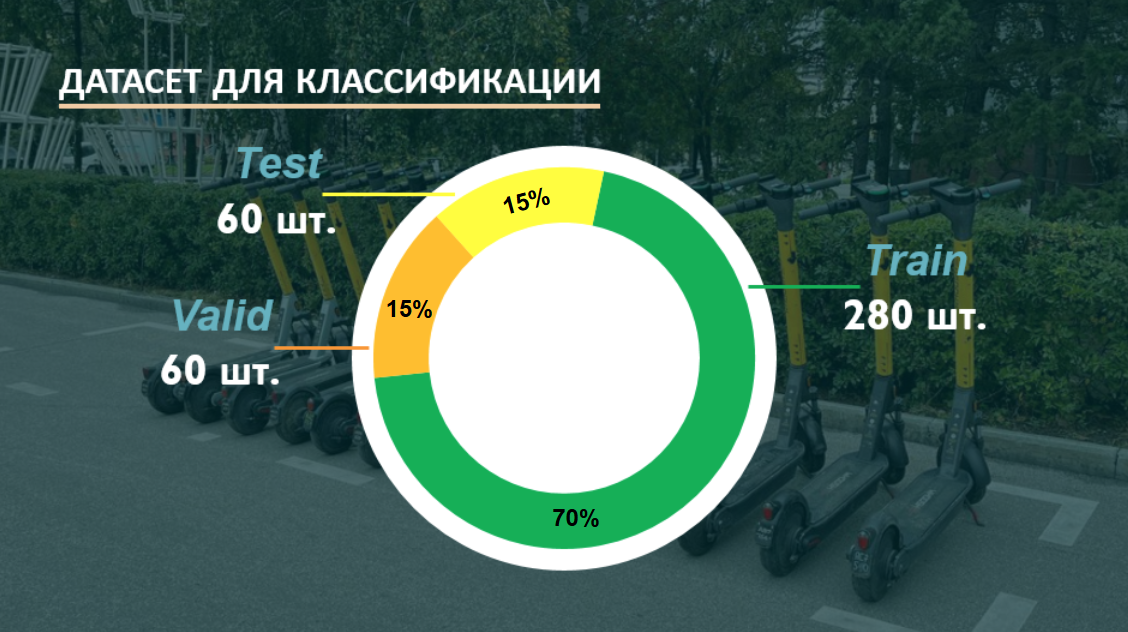 ДАТАСЕТ ДЛЯ КЛАССИФИКАЦИИ
Test
60 шт.
15%
Valid
60 шт.
15%
Train
280 шт.
70%